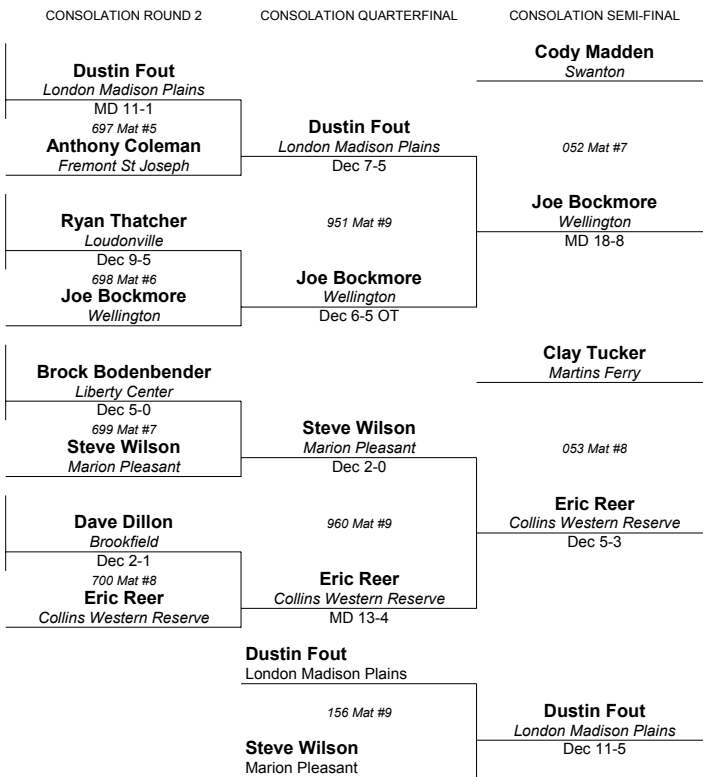 CONSOLATION ROUND 2
CONSOLATION QUARTERFINAL
CONSOLATION SEMI-FINAL
Dustin Fout
London Madison Plains
MD 11-1
697 Mat #5
Anthony Coleman
Fremont St Joseph
Ryan Thatcher
Loudonville
Dec 9-5
698 Mat #6
Joe Bockmore
Wellington
Brock Bodenbender
Liberty Center
Dec 5-0
699 Mat #7
Steve Wilson
Marion Pleasant
Dave Dillon
Brookfield
Dec 2-1
700 Mat #8
Eric Reer
Collins Western Reserve
Dustin Fout
London Madison Plains
Dec 7-5
951 Mat #9
Joe Bockmore
Wellington
Dec 6-5 OT
Steve Wilson
Marion Pleasant
Dec 2-0
960 Mat #9
Eric Reer
Collins Western Reserve
MD 13-4
Cody Madden
Swanton
052 Mat #7
Joe Bockmore
Wellington
MD 18-8
Clay Tucker
Martins Ferry
053 Mat #8
Eric Reer
Collins Western Reserve
Dec 5-3
Dustin Fout
London Madison Plains
156 Mat #9
Steve Wilson
Marion Pleasant
Dustin Fout
London Madison Plains
Dec 11-5